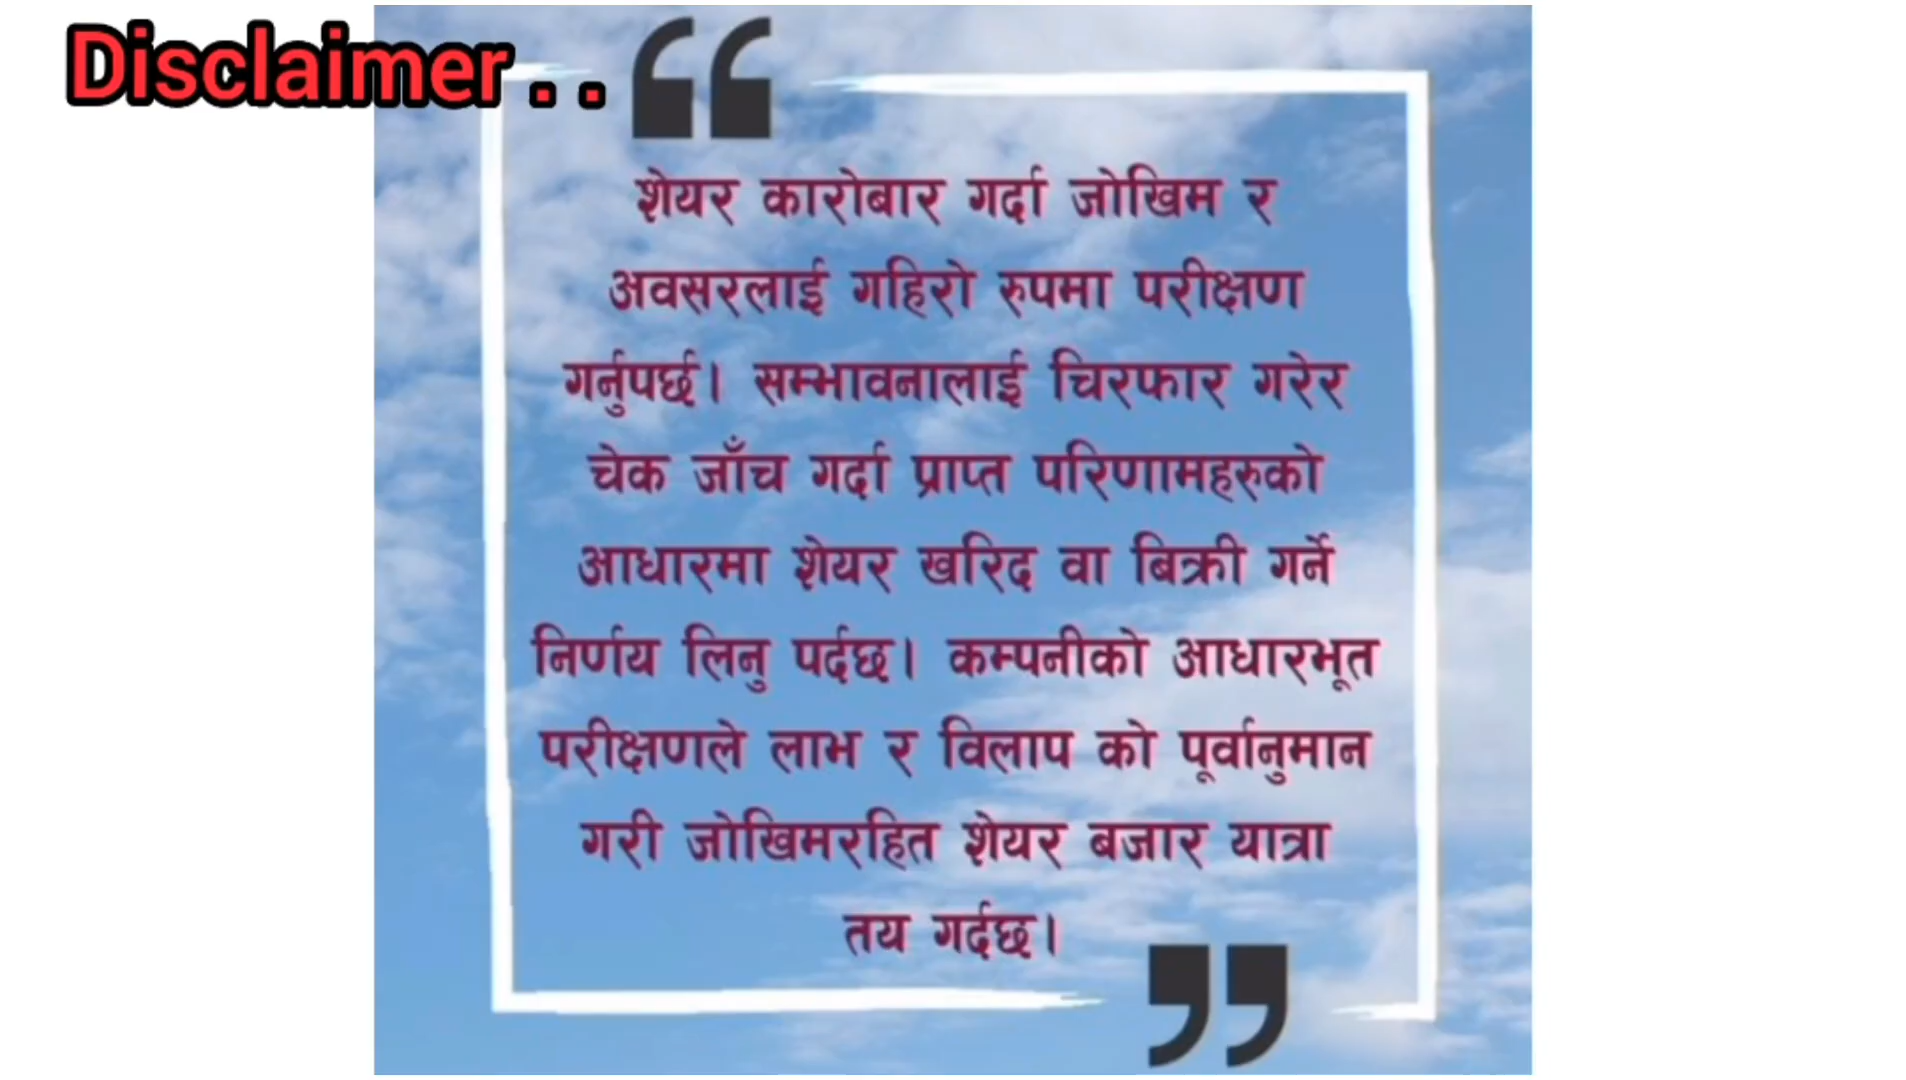 Disclaimer . .
शेयर कारोबार गर्दा जोखिम र
अवसरलाई गहिरो रुपमा परीक्षण
गर्नुपर्छ। सम्भावनालाई चिरफार गरेर
चेक जाँच गर्दा प्राप्त परिणामहरुको
आधारमा शेयर खरिद वा बिक्री गर्ने
निर्णय लिनु पर्दछ। कम्पनीको आधारभूत
परीक्षणले लाभ र विलाप को पूर्वानुमान
गरी जोखिमरहित शेयर बजार यात्रा
तय गर्दछ।